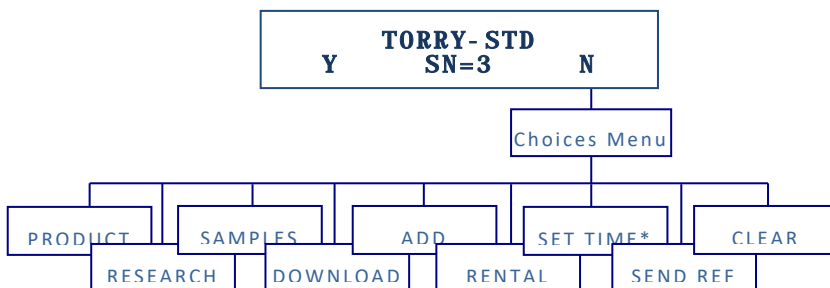 TORRY-STD
Y SN=3 N
Choices Menu
PRODUCT SAMPLES ADD SET TIME* CLEAR
RESEARCH DOWNLOAD RENTAL SEND REF